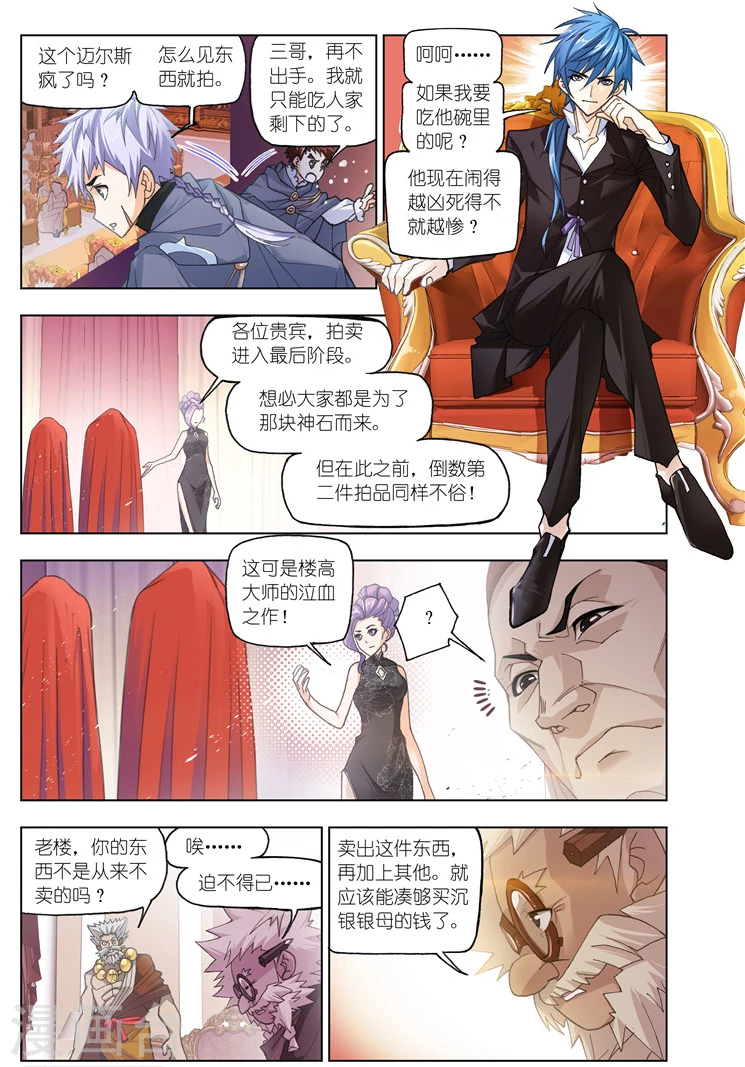 这个迈尔斯
疯了吗？
怎么见东
西就拍。
三哥，再不
出手。我就
只能吃人家
剩下的了。
呵呵……
如果我要
吃他碗里
的呢？
他现在闹得
越凶死得不
就越惨？
各位贵宾，拍卖
进入最后阶段。
想必大家都是为了
那块神石而来。
但在此之前，倒数第
二件拍品同样不俗！
这可是楼高
大师的泣血
之作！
？
老楼，你的东
西不是从来不
卖的吗？
唉……
迫不得已……
卖出这件东西，
再加上其他。就
应该能凑够买沉
银银母的钱了。
漫画台